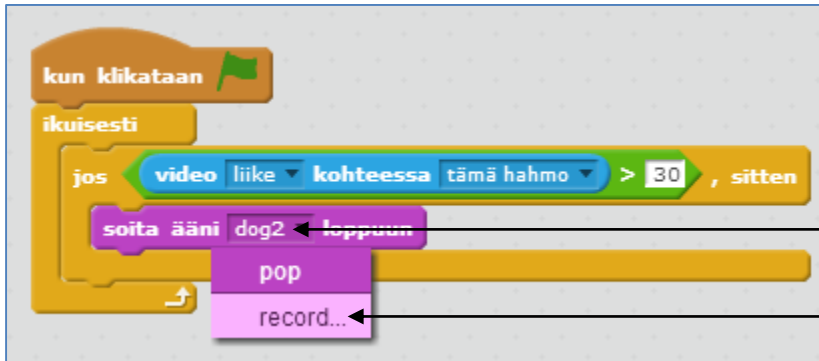 kun klikataan
ikuisesti
jos video liike kohteessa tämä hahmo > 30 , sitten
soita ääni dog2 loppuun
pop
record...